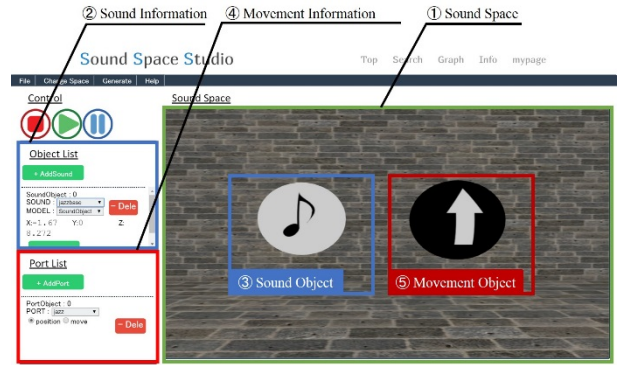 ② Sound Information
④ Movement Information
① Sound Space
Sound Space Studio
Top Search Graph Info mypage
File Change Space Generate Help
Control
Sound Space
Object List
+ AddSound
SoundObject : 0
SOUND : jazzbass
MODEL : SoundObject
- Dele
X:-1.67 Y:0 Z:
8.272
③ Sound Object
⑤ Movement Object
Port List
+ AddPort
PortObject : 0
PORT : jazz
position move
- Dele